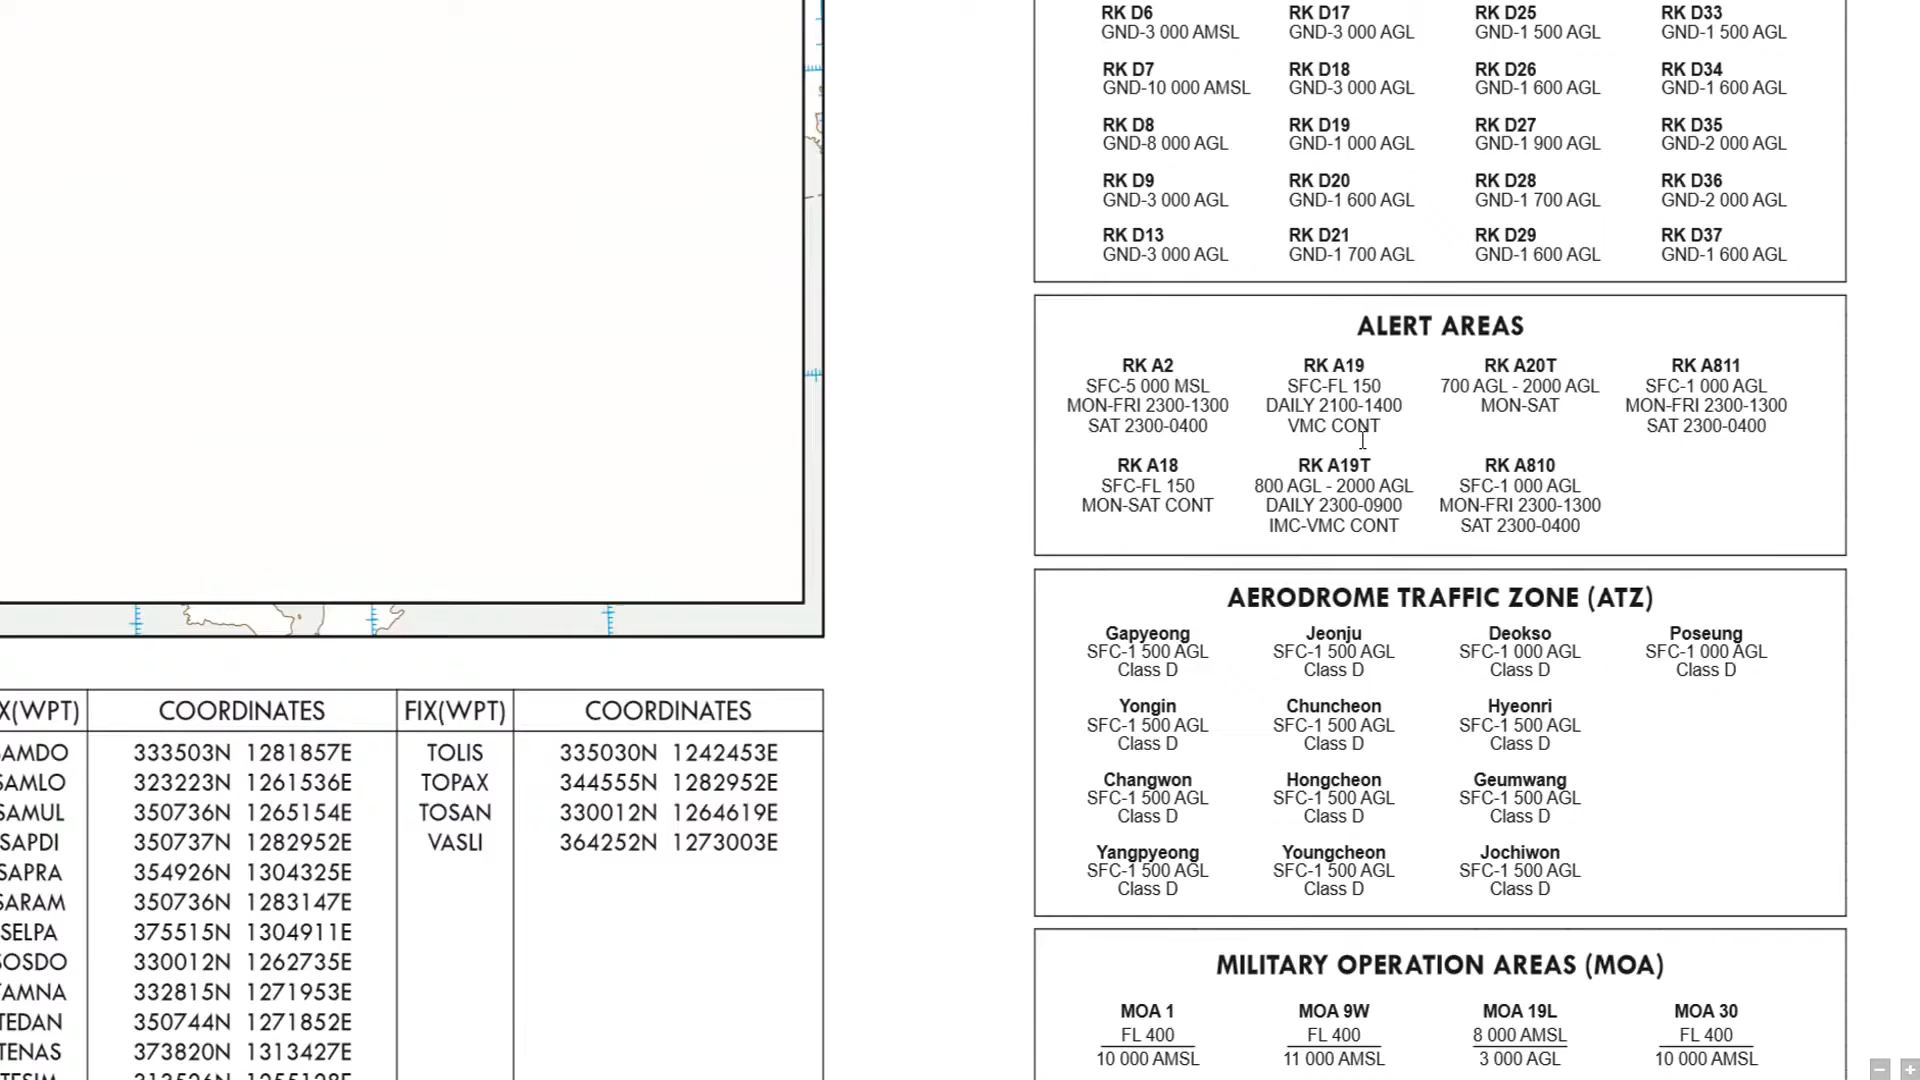 RK D6
GND-3 000 AMSL
RK D17
GND-3 000 AGL
RK D25
GND-1 500 AGL
RK D33
GND-1 500 AGL
RK D7
GND-10 000 AMSL
RK D18
GND-3 000 AGL
RK D26
GND-1 600 AGL
RK D34
GND-1 600 AGL
RK D8
GND-8 000 AGL
RK D19
GND-1 000 AGL
RK D27
GND-1 900 AGL
RK D35
GND-2 000 AGL
RK D9
GND-3 000 AGL
RK D20
GND-1 600 AGL
RK D28
GND-1 700 AGL
RK D36
GND-2 000 AGL
RK D13
GND-3 000 AGL
RK D21
GND-1 700 AGL
RK D29
GND-1 600 AGL
RK D37
GND-1 600 AGL
ALERT AREAS
RK A2
SFC-5 000 MSL
MON-FRI 2300-1300
SAT 2300-0400
RK A19
SFC-FL 150
DAILY 2100-1400
VMC CONT
RK A20T
700 AGL - 2000 AGL
MON-SAT
RK A811
SFC-1 000 AGL
MON-FRI 2300-1300
SAT 2300-0400
RK A18
SFC-FL 150
MON-SAT CONT
RK A19T
800 AGL - 2000 AGL
DAILY 2300-0900
IMC-VMC CONT
RK A810
SFC-1 000 AGL
MON-FRI 2300-1300
SAT 2300-0400
AERODROME TRAFFIC ZONE (ATZ)
Gapyeong
SFC-1 500 AGL
Class D
Jeonju
SFC-1 500 AGL
Class D
Deokso
SFC-1 000 AGL
Class D
Poseung
SFC-1 000 AGL
Class D
Yongin
SFC-1 500 AGL
Class D
Chuncheon
SFC-1 500 AGL
Class D
Hyeonri
SFC-1 500 AGL
Class D
Changwon
SFC-1 500 AGL
Class D
Hongcheon
SFC-1 500 AGL
Class D
Geumwang
SFC-1 500 AGL
Class D
Yangpyeong
SFC-1 500 AGL
Class D
Youngcheon
SFC-1 500 AGL
Class D
Jochiwon
SFC-1 500 AGL
Class D
MILITARY OPERATION AREAS (MOA)
MOA 1
FL 400
10 000 AMSL
MOA 9W
FL 400
11 000 AMSL
MOA 19L
8 000 AMSL
3 000 AGL
MOA 30
FL 400
10 000 AMSL
X(WPT) COORDINATES FIX(WPT) COORDINATES
AMDO 333503N 1281857E TOLIS 335030N 1242453E
SAMLO 323223N 1261536E TOPAX 344555N 1282952E
SAMUL 350736N 1265154E TOSAN 330012N 1264619E
SAPDI 350737N 1282952E VASLI 364252N 1273003E
SAPRA 354926N 1304325E
SARAM 350736N 1283147E
SELPA 375515N 1304911E
SOSDO 330012N 1262735E
TAMNA 332815N 1271953E
TEDAN 350744N 1271852E
TENAS 373820N 1313427E